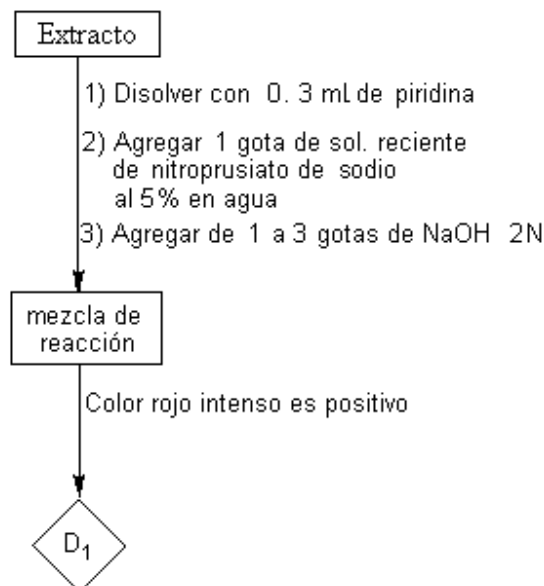 Extracto
1) Disolver con 0. 3 ml de piridina
2) Agregar 1 gota de sol. reciente
de nitroprusiato de sodio
al 5% en agua
3) Agregar de 1 a 3 gotas de NaOH 2N
mezcla de
reacción
Color rojo intenso es positivo
D₁